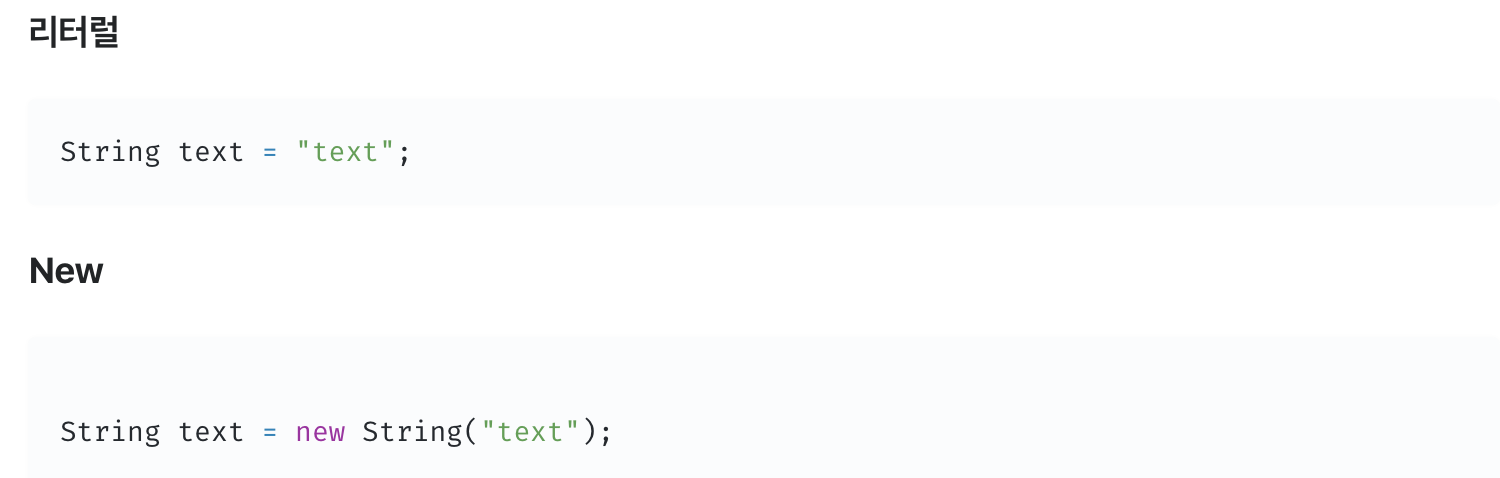 리터럴
String text = "text";
New
String text = new String("text");